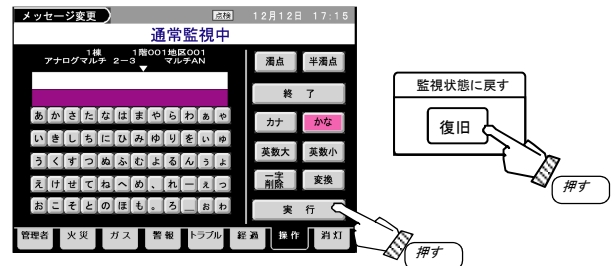 メッセージ変更 点検 12月12日 17:15
通常監視中
1棟 1階001地区001
アナログマルチ 2－3 マルチAN
濁点 半濁点
終 了
カナ かな
英数大 英数小
一字削除 変換
実 行
あ か さ た な は ま や ら わ ぁ ゃ
い き し ち に ひ み ゆ り を ぃ ゅ
う く す つ ぬ ふ む よ る ん ぅ ょ
え け せ て ね へ め 、 れ ー ぇ っ
お こ そ と の ほ も 。 ろ ＿ ぉ ゎ
管理者 火災 ガス 警報 トラブル 経過 操作 消灯
押す
監視状態に戻す
復旧
押す